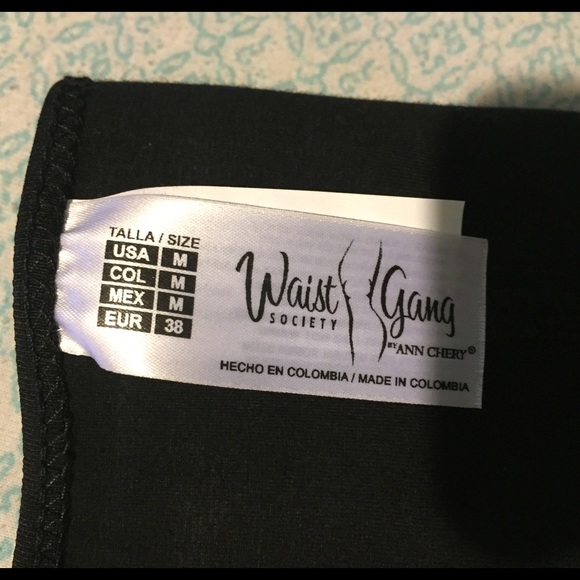 TALLA / SIZE
USA M
COL M
MEX M
EUR 38
Waist Gang
SOCIETY
BY ANN CHERY®
HECHO EN COLOMBIA / MADE IN COLOMBIA